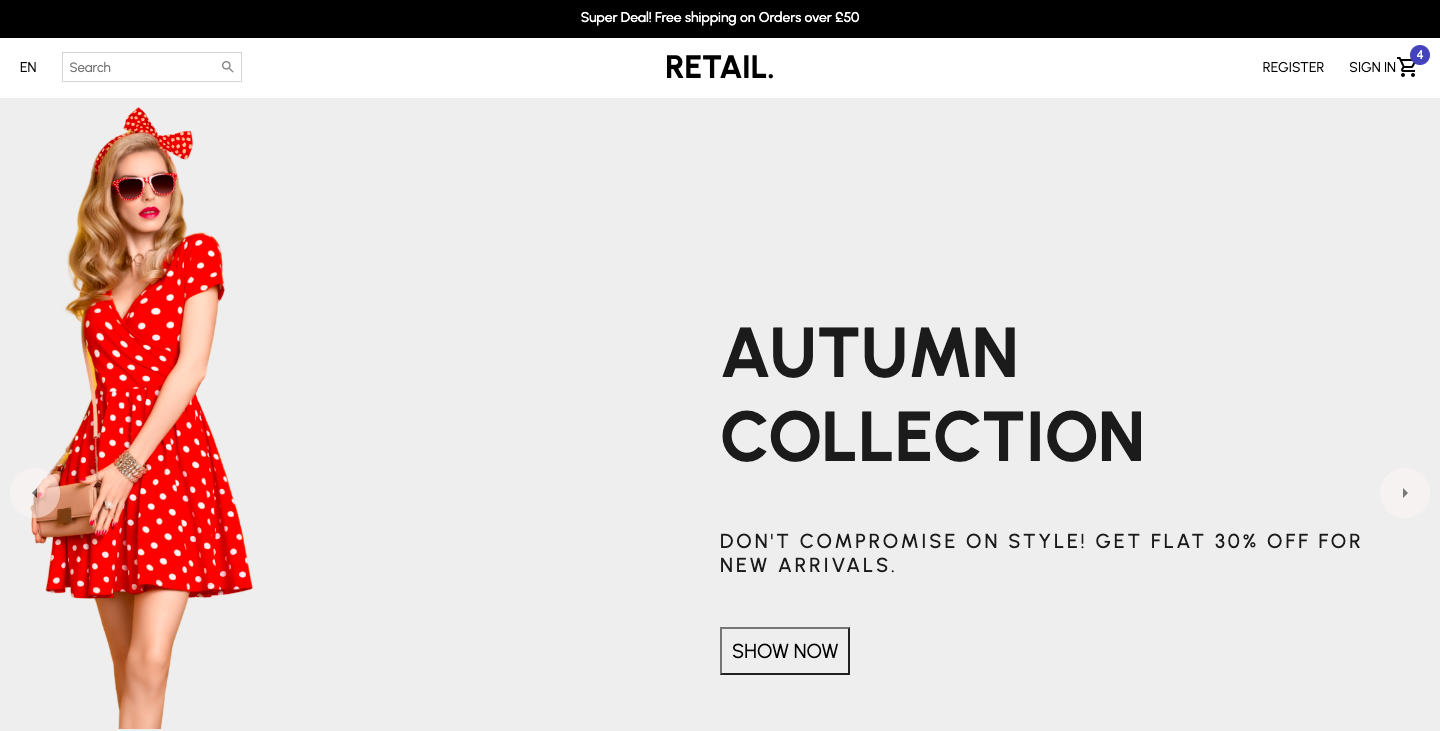 Super Deal! Free shipping on Orders over £50
EN
Search
RETAIL.
REGISTER
SIGN IN
4
AUTUMN
COLLECTION
DON'T COMPROMISE ON STYLE! GET FLAT 30% OFF FOR
NEW ARRIVALS.
SHOW NOW